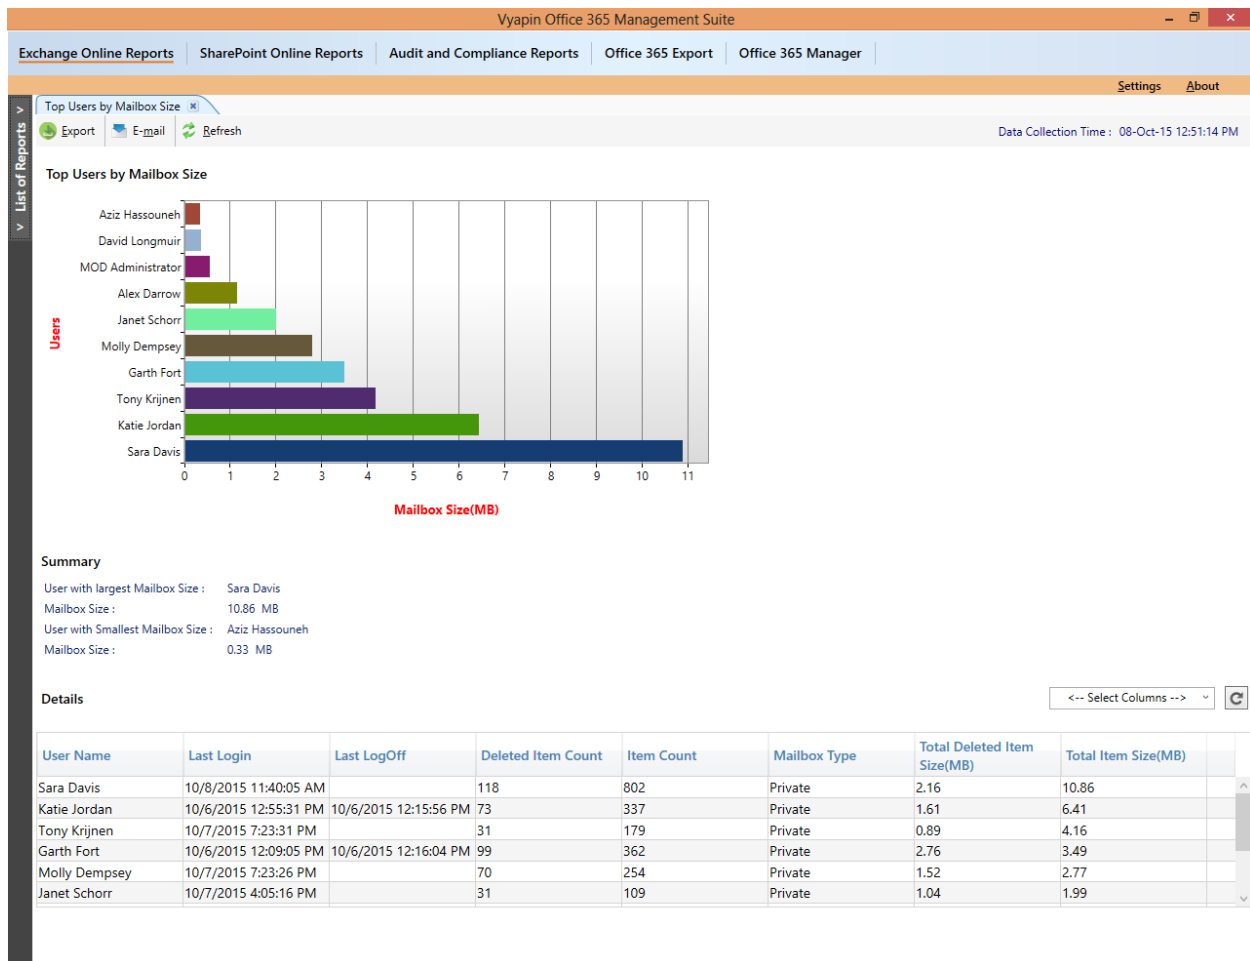 Vyapin Office 365 Management Suite
Exchange Online Reports SharePoint Online Reports Audit and Compliance Reports Office 365 Export Office 365 Manager
Settings About
> List of Reports >
Top Users by Mailbox Size
Export E-mail Refresh Data Collection Time : 08-Oct-15 12:51:14 PM
Top Users by Mailbox Size
Users
Aziz Hassouneh
David Longmuir
MOD Administrator
Alex Darrow
Janet Schorr
Molly Dempsey
Garth Fort
Tony Krijnen
Katie Jordan
Sara Davis
0 1 2 3 4 5 6 7 8 9 10 11
Mailbox Size(MB)
Summary
User with largest Mailbox Size : Sara Davis
Mailbox Size : 10.86 MB
User with Smallest Mailbox Size : Aziz Hassouneh
Mailbox Size : 0.33 MB
Details <-- Select Columns -->
User Name Last Login Last LogOff Deleted Item Count Item Count Mailbox Type Total Deleted Item Size(MB) Total Item Size(MB)
Sara Davis 10/8/2015 11:40:05 AM 118 802 Private 2.16 10.86
Katie Jordan 10/6/2015 12:55:31 PM 10/6/2015 12:15:56 PM 73 337 Private 1.61 6.41
Tony Krijnen 10/7/2015 7:23:31 PM 31 179 Private 0.89 4.16
Garth Fort 10/6/2015 12:09:05 PM 10/6/2015 12:16:04 PM 99 362 Private 2.76 3.49
Molly Dempsey 10/7/2015 7:23:26 PM 70 254 Private 1.52 2.77
Janet Schorr 10/7/2015 4:05:16 PM 31 109 Private 1.04 1.99